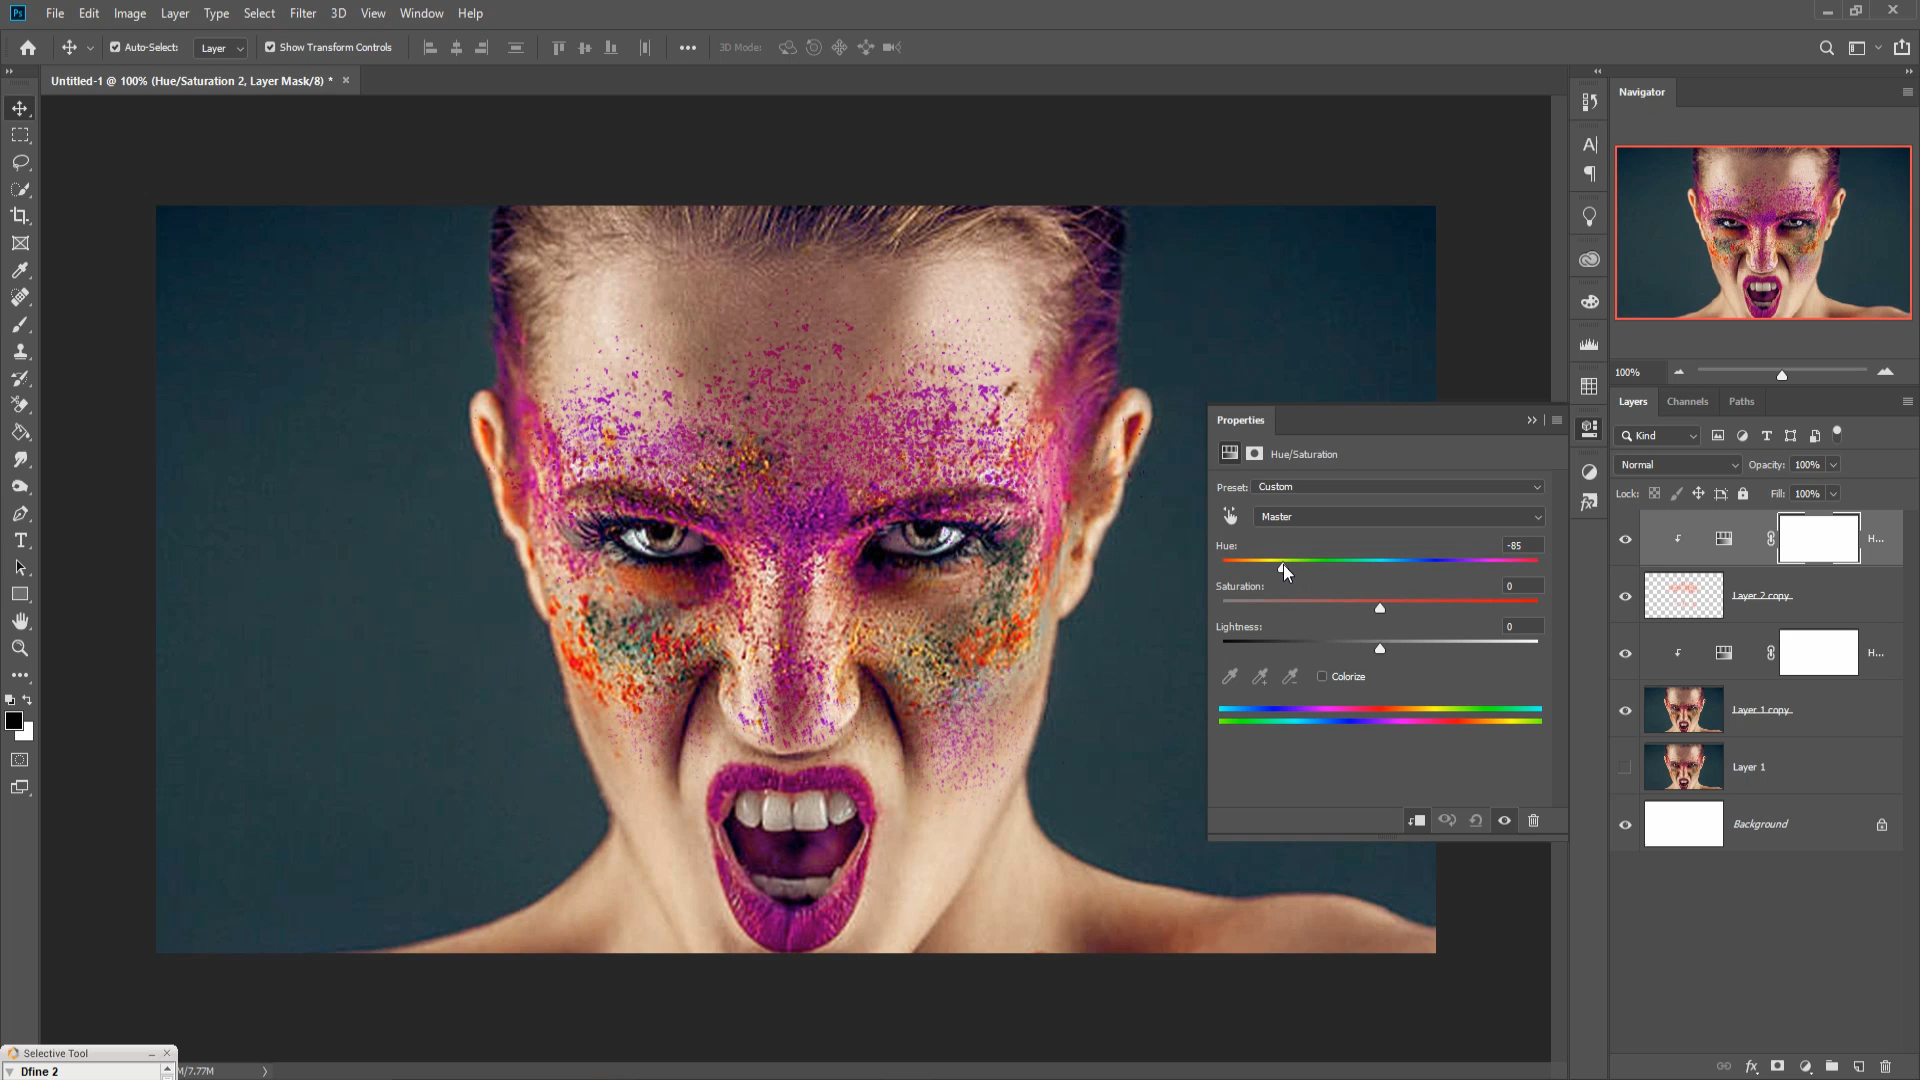 Ps File Edit Image Layer Type Select Filter 3D View Window Help
Auto-Select: Layer Show Transform Controls 3D Mode:
Untitled-1 @ 100% (Hue/Saturation 2, Layer Mask/8) *
Navigator
100%
Layers Channels Paths
Kind
Normal Opacity: 100%
Lock: Fill: 100%
H...
Layer 2 copy
H...
Layer 1 copy
Layer 1
Background
Properties
Hue/Saturation
Preset: Custom
Master
Hue: -85
Saturation: 0
Lightness: 0
Colorize
Selective Tool
Dfine 2
M/7.77M